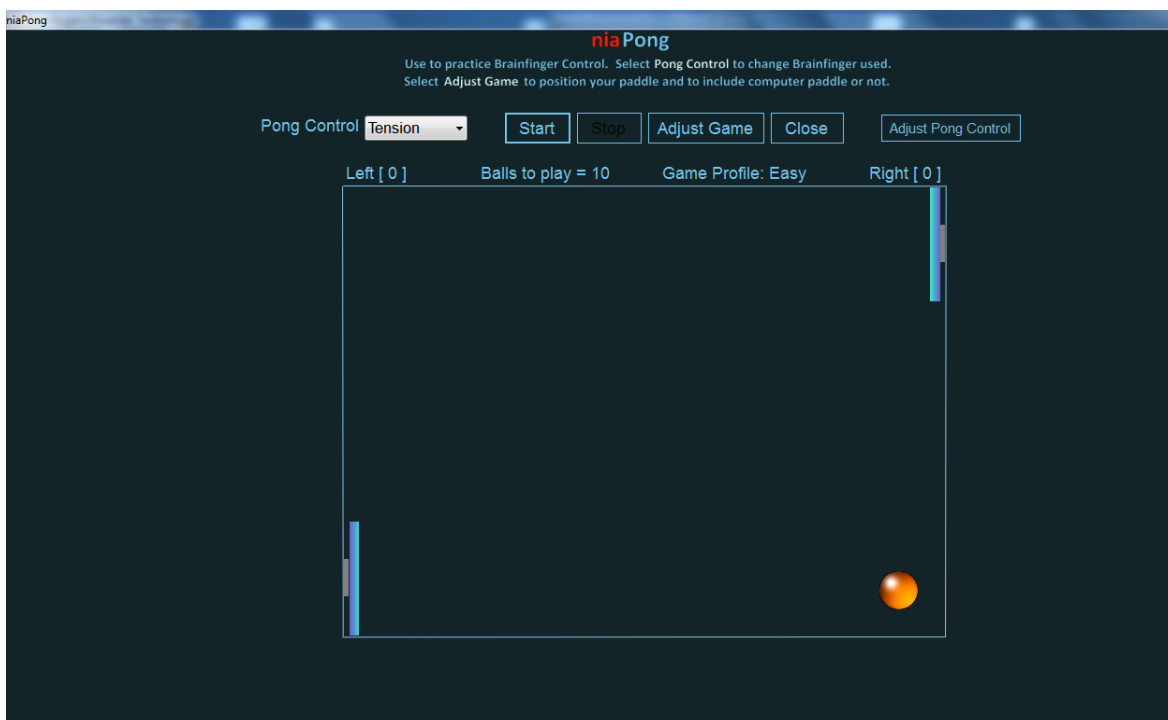 niaPong
niaPong
Use to practice Brainfinger Control. Select Pong Control to change Brainfinger used.
Select Adjust Game to position your paddle and to include computer paddle or not.
Pong Control Tension Start Stop Adjust Game Close Adjust Pong Control
Left [ 0 ] Balls to play = 10 Game Profile: Easy Right [ 0 ]